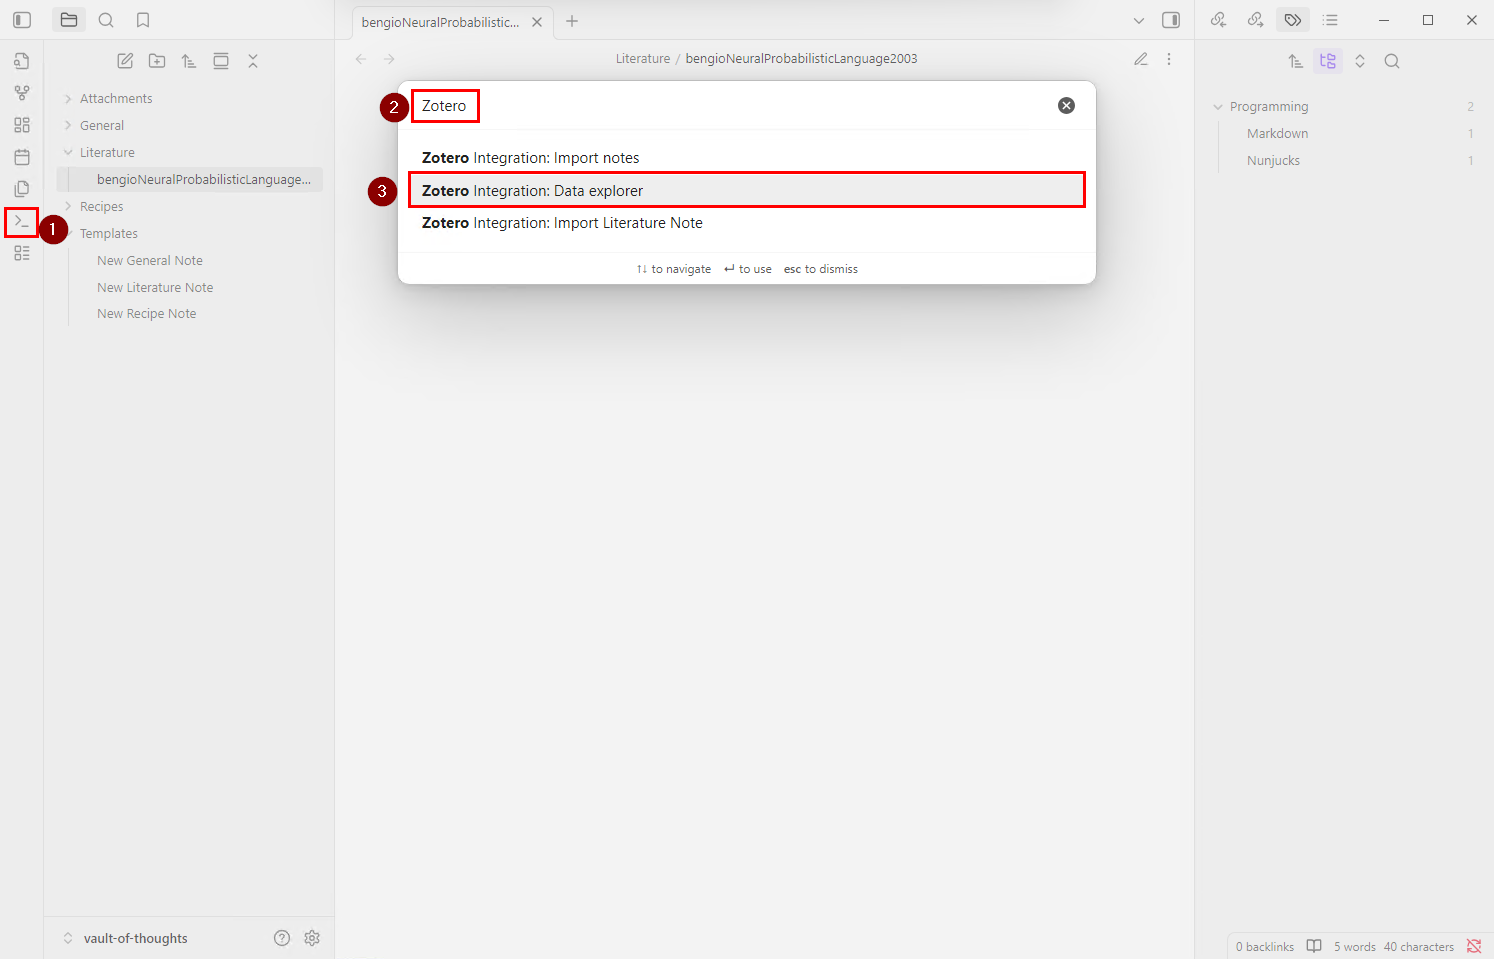 bengioNeuralProbabilistic...
Literature / bengioNeuralProbabilisticLanguage2003
Attachments
General
Literature
bengioNeuralProbabilisticLanguage...
Recipes
Templates
New General Note
New Literature Note
New Recipe Note
1
2
Zotero
Zotero Integration: Import notes
3
Zotero Integration: Data explorer
Zotero Integration: Import Literature Note
↑↓ to navigate ↵ to use esc to dismiss
Programming 2
Markdown 1
Nunjucks 1
vault-of-thoughts
0 backlinks 5 words 40 characters